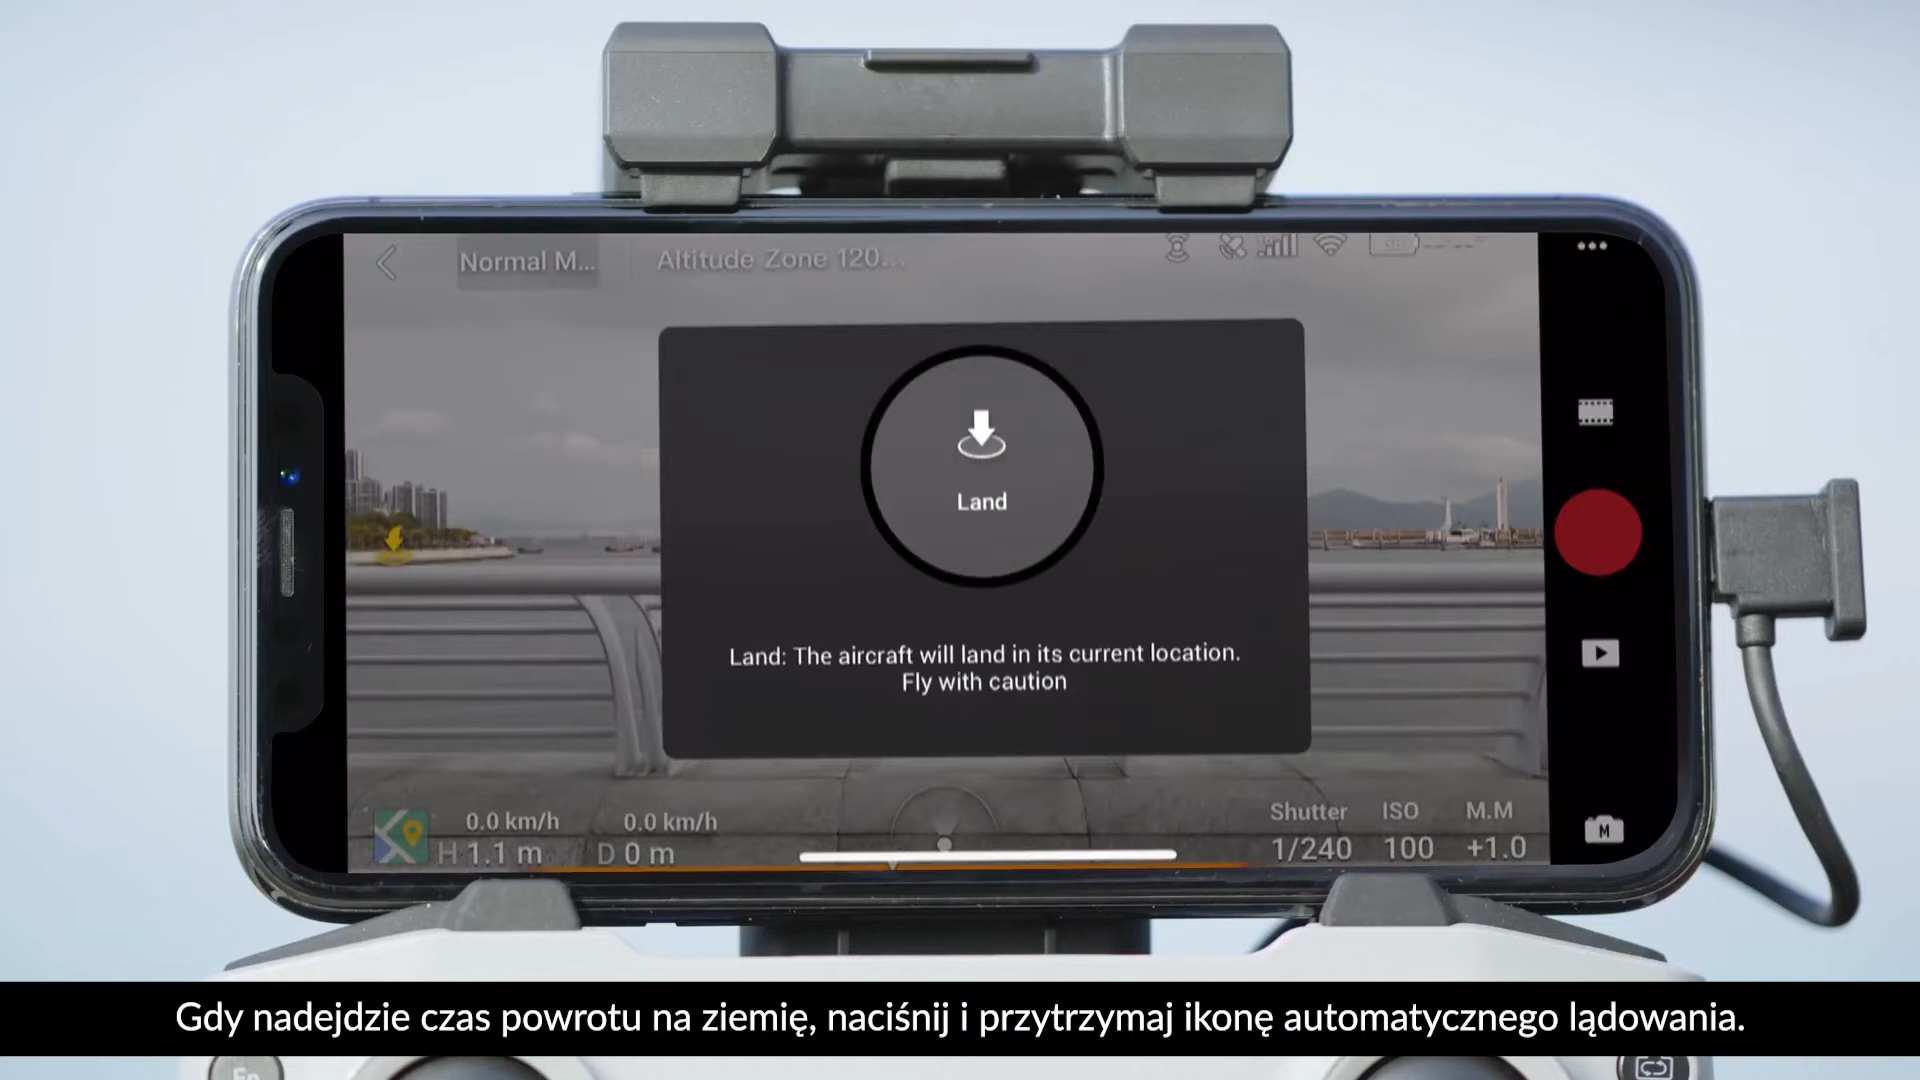 Normal M...
Altitude Zone 120...
Land
Land: The aircraft will land in its current location.
Fly with caution
0.0 km/h
0.0 km/h
H 1.1 m
D 0 m
Shutter
ISO
M.M
1/240
100
+1.0
M
Gdy nadejdzie czas powrotu na ziemię, naciśnij i przytrzymaj ikonę automatycznego lądowania.
Fn